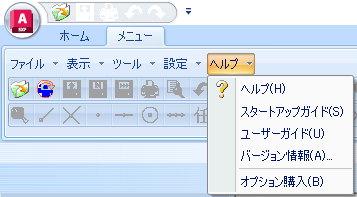 A
SXF
ホーム メニュー
ファイル 表示 ツール 設定 ヘルプ
ヘルプ(H)
スタートアップガイド(S)
ユーザーガイド(U)
バージョン情報(A)...
オプション購入(B)